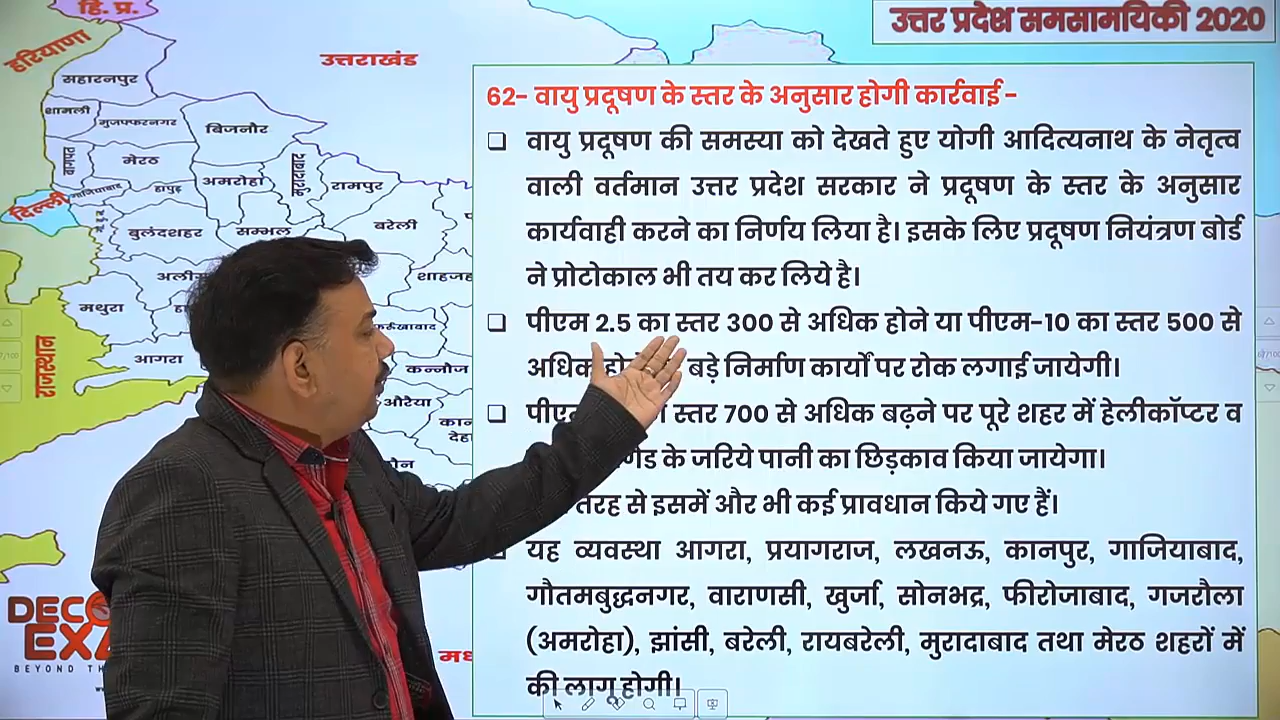 हि. प्र.
उत्तर प्रदेश समसामयिकी 2020
हरियाणा
उत्तराखंड
सहारनपुर
शामली
मुजफ्फरनगर
बिजनौर
बागपत
मेरठ
मुरादाबाद
अमरोहा
रामपुर
गाजियाबाद
हापुड़
दिल्ली
बुलंदशहर
सम्भल
बरेली
मथुरा
राजस्थान
आगरा
फर्रुखाबाद
कन्नौज
औरैया
62- वायु प्रदूषण के स्तर के अनुसार होगी कार्रवाई -
वायु प्रदूषण की समस्या को देखते हुए योगी आदित्यनाथ के नेतृत्व
वाली वर्तमान उत्तर प्रदेश सरकार ने प्रदूषण के स्तर के अनुसार
कार्यवाही करने का निर्णय लिया है। इसके लिए प्रदूषण नियंत्रण बोर्ड
ने प्रोटोकाल भी तय कर लिये है।
पीएम 2.5 का स्तर 300 से अधिक होने या पीएम-10 का स्तर 500 से
अधिक बड़े निर्माण कार्यों पर रोक लगाई जायेगी।
स्तर 700 से अधिक बढ़ने पर पूरे शहर में हेलीकॉप्टर व
के जरिये पानी का छिड़काव किया जायेगा।
तरह से इसमें और भी कई प्रावधान किये गए हैं।
यह व्यवस्था आगरा, प्रयागराज, लखनऊ, कानपुर, गाजियाबाद,
गौतमबुद्धनगर, वाराणसी, खुर्जा, सोनभद्र, फीरोजाबाद, गजरौला
(अमरोहा), झांसी, बरेली, रायबरेली, मुरादाबाद तथा मेरठ शहरों में
की लागू होगी।